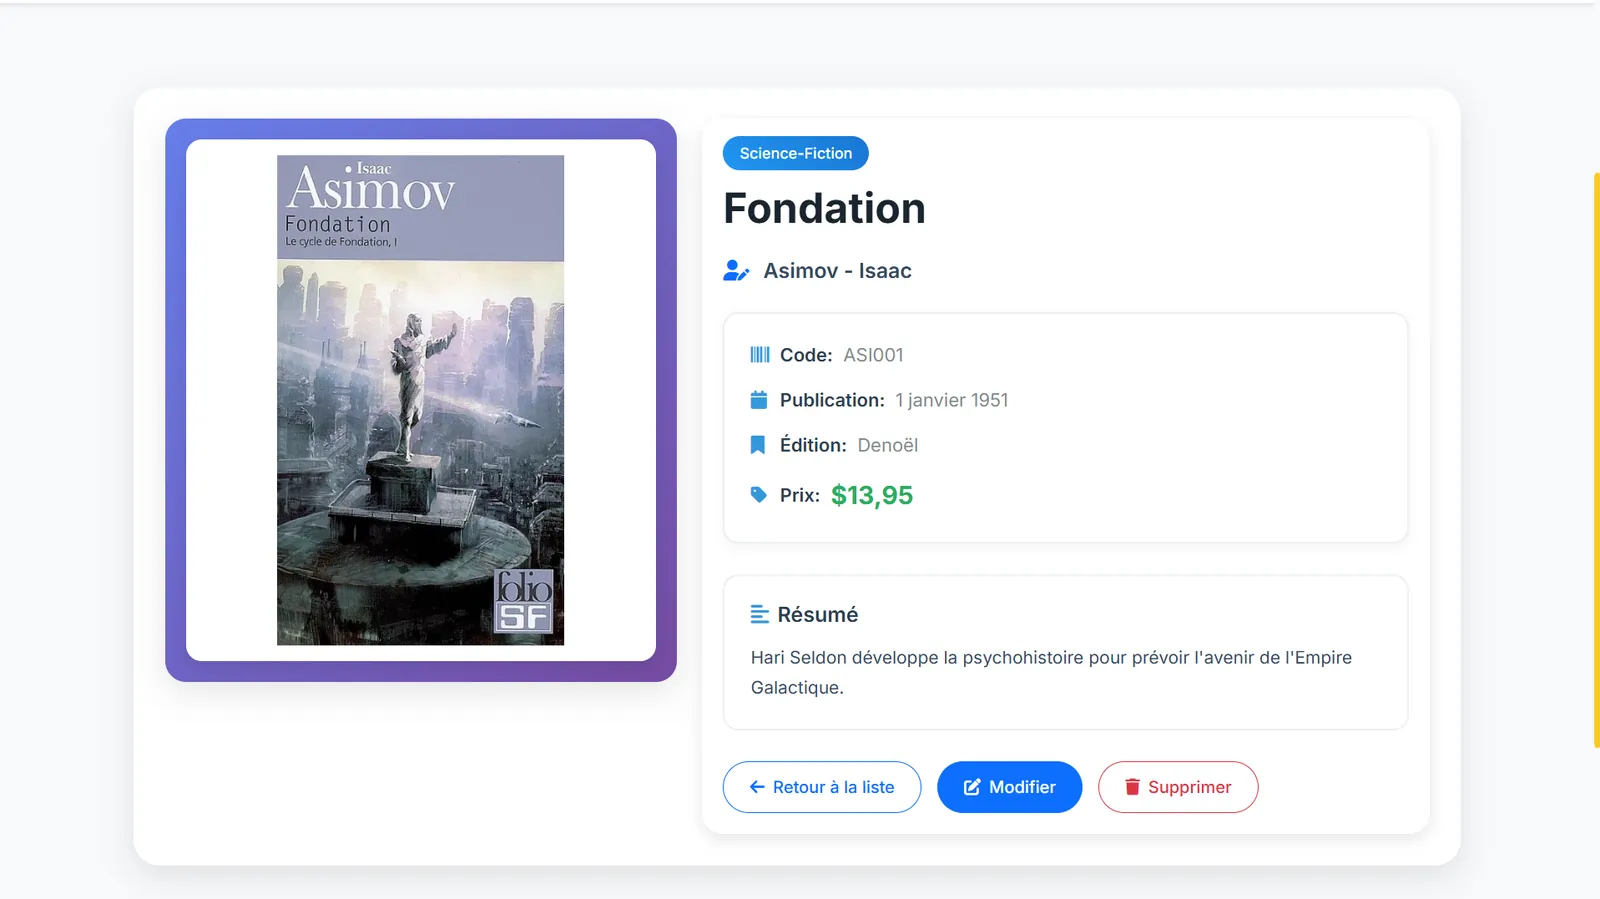 Isaac
Asimov
Fondation
Le cycle de Fondation, I
folio
SF
Science-Fiction
Fondation
Asimov - Isaac
Code: ASI001
Publication: 1 janvier 1951
Édition: Denoël
Prix: $13,95
Résumé
Hari Seldon développe la psychohistoire pour prévoir l'avenir de l'Empire
Galactique.
Retour à la liste
Modifier
Supprimer